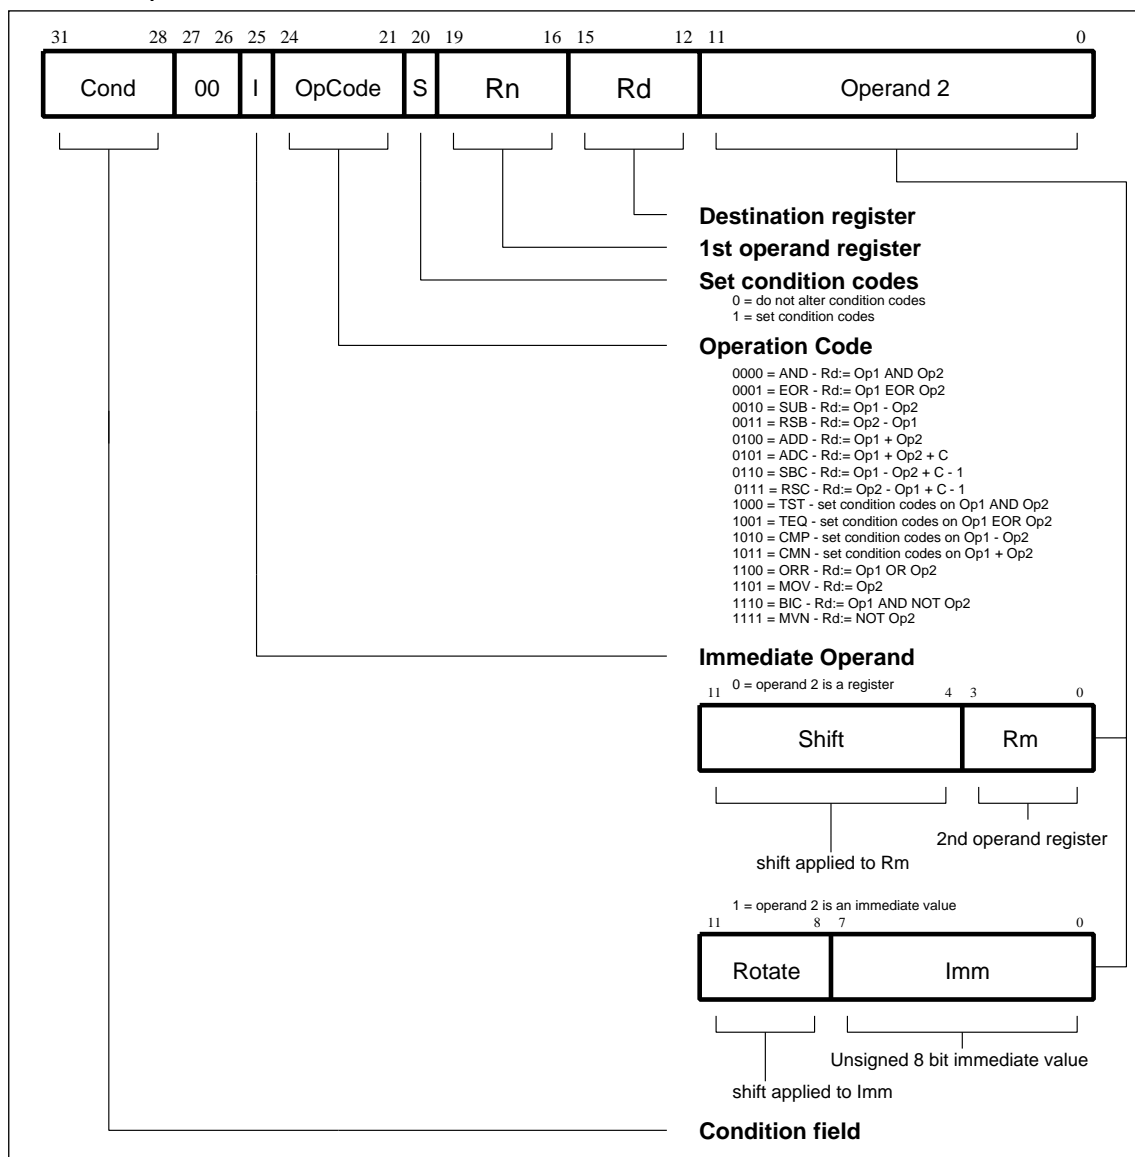 31 28 27 26 25 24 21 20 19 16 15 12 11 0
Cond 00 I OpCode S Rn Rd Operand 2
Destination register
1st operand register
Set condition codes
0 = do not alter condition codes
1 = set condition codes
Operation Code
0000 = AND - Rd:= Op1 AND Op2
0001 = EOR - Rd:= Op1 EOR Op2
0010 = SUB - Rd:= Op1 - Op2
0011 = RSB - Rd:= Op2 - Op1
0100 = ADD - Rd:= Op1 + Op2
0101 = ADC - Rd:= Op1 + Op2 + C
0110 = SBC - Rd:= Op1 - Op2 + C - 1
0111 = RSC - Rd:= Op2 - Op1 + C - 1
1000 = TST - set condition codes on Op1 AND Op2
1001 = TEQ - set condition codes on Op1 EOR Op2
1010 = CMP - set condition codes on Op1 - Op2
1011 = CMN - set condition codes on Op1 + Op2
1100 = ORR - Rd:= Op1 OR Op2
1101 = MOV - Rd:= Op2
1110 = BIC - Rd:= Op1 AND NOT Op2
1111 = MVN - Rd:= NOT Op2
Immediate Operand
0 = operand 2 is a register
11 4 3 0
Shift Rm
2nd operand register
shift applied to Rm
1 = operand 2 is an immediate value
11 8 7 0
Rotate Imm
Unsigned 8 bit immediate value
shift applied to Imm
Condition field